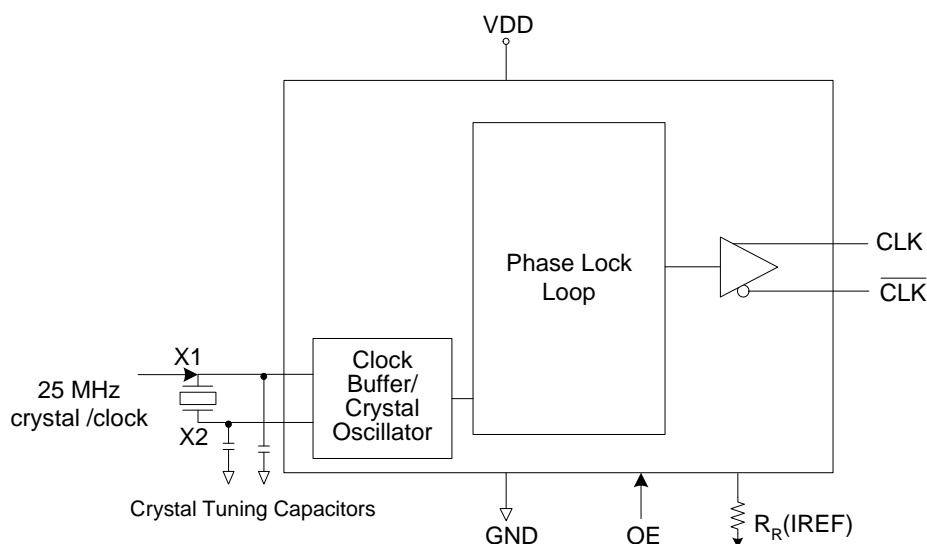 VDD
Phase Lock
Loop
CLK
CLK
X1
25 MHz
crystal /clock
X2
Clock
Buffer/
Crystal
Oscillator
Crystal Tuning Capacitors
GND
OE
RR(IREF)